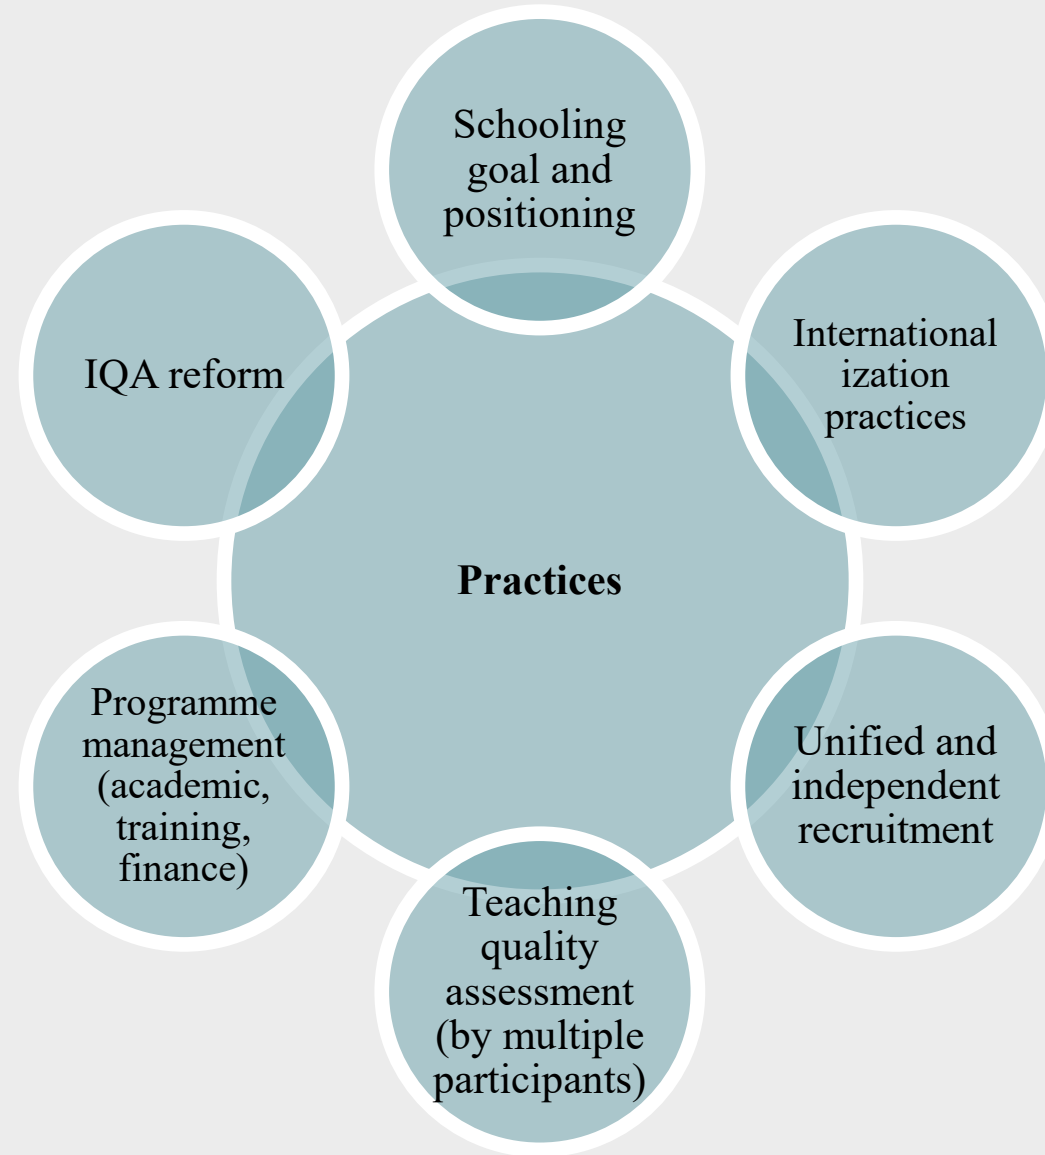 Schooling
goal and
positioning
International
ization
practices
Unified and
independent
recruitment
Teaching
quality
assessment
(by multiple
participants)
Programme
management
(academic,
training,
finance)
IQA reform
Practices